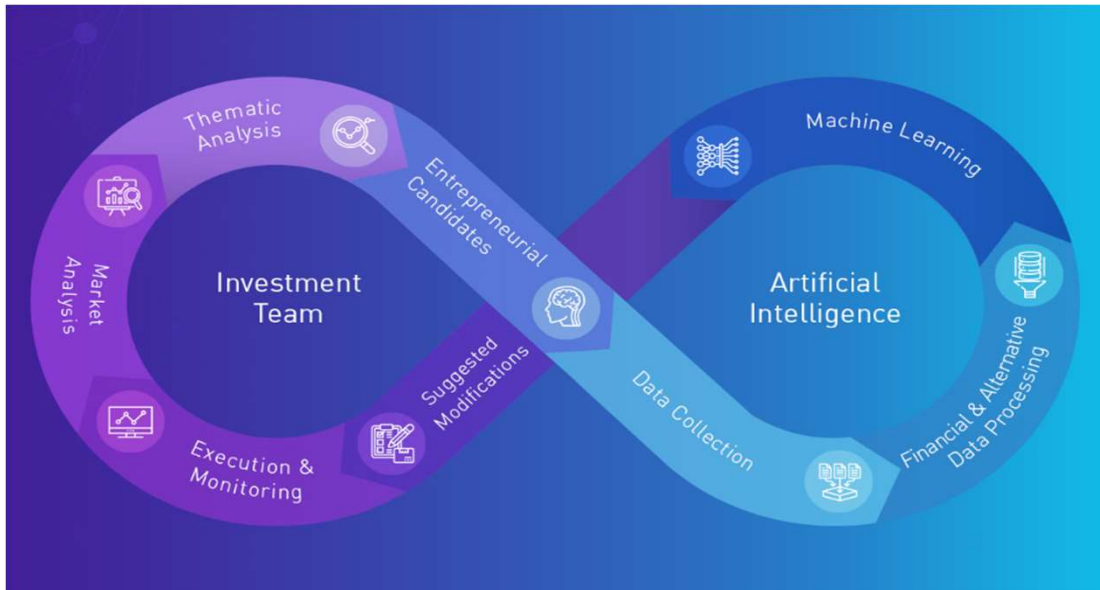 Thematic
Analysis
Entrepreneurial
Candidates
Machine Learning
Market
Analysis
Investment
Team
Artificial
Intelligence
Suggested
Modifications
Data Collection
Financial & Alternative
Data Processing
Execution &
Monitoring